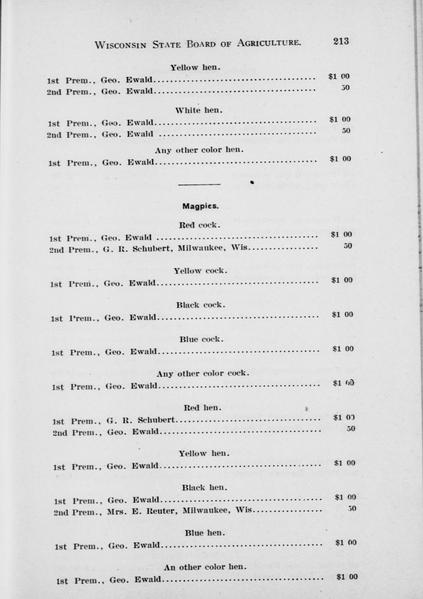 WISCONSIN STATE BOARD OF AGRICULTURE. 213
Yellow hen.
1st Prem., Geo. Ewald........................................ $1 00
2nd Prem., Geo. Ewald........................................ 50
White hen.
1st Prem., Geo. Ewald........................................ $1 00
2nd Prem., Geo. Ewald ....................................... 50
Any other color hen.
1st Prem., Geo. Ewald........................................ $1 00
Magpies.
Red cock.
1st Prem., Geo. Ewald ....................................... $1 00
2nd Prem., G. R. Schubert, Milwaukee, Wis................. 50
Yellow cock.
1st Prem., Geo. Ewald........................................ $1 00
Black cock.
1st Prem., Geo. Ewald........................................ $1 00
Blue cock.
1st Prem., Geo. Ewald........................................ $1 00
Any other color cock.
1st Prem., Geo. Ewald........................................ $1 00
Red hen.
1st Prem., G. R. Schubert.................................... $1 00
2nd Prem., Geo. Ewald........................................ 50
Yellow hen.
1st Prem., Geo. Ewald........................................ $1 00
Black hen.
1st Prem., Geo. Ewald........................................ $1 00
2nd Prem., Mrs. E. Reuter, Milwaukee, Wis................. 50
Blue hen.
1st Prem., Geo. Ewald........................................ $1 00
An other color hen.
1st Prem., Geo. Ewald........................................ $1 00